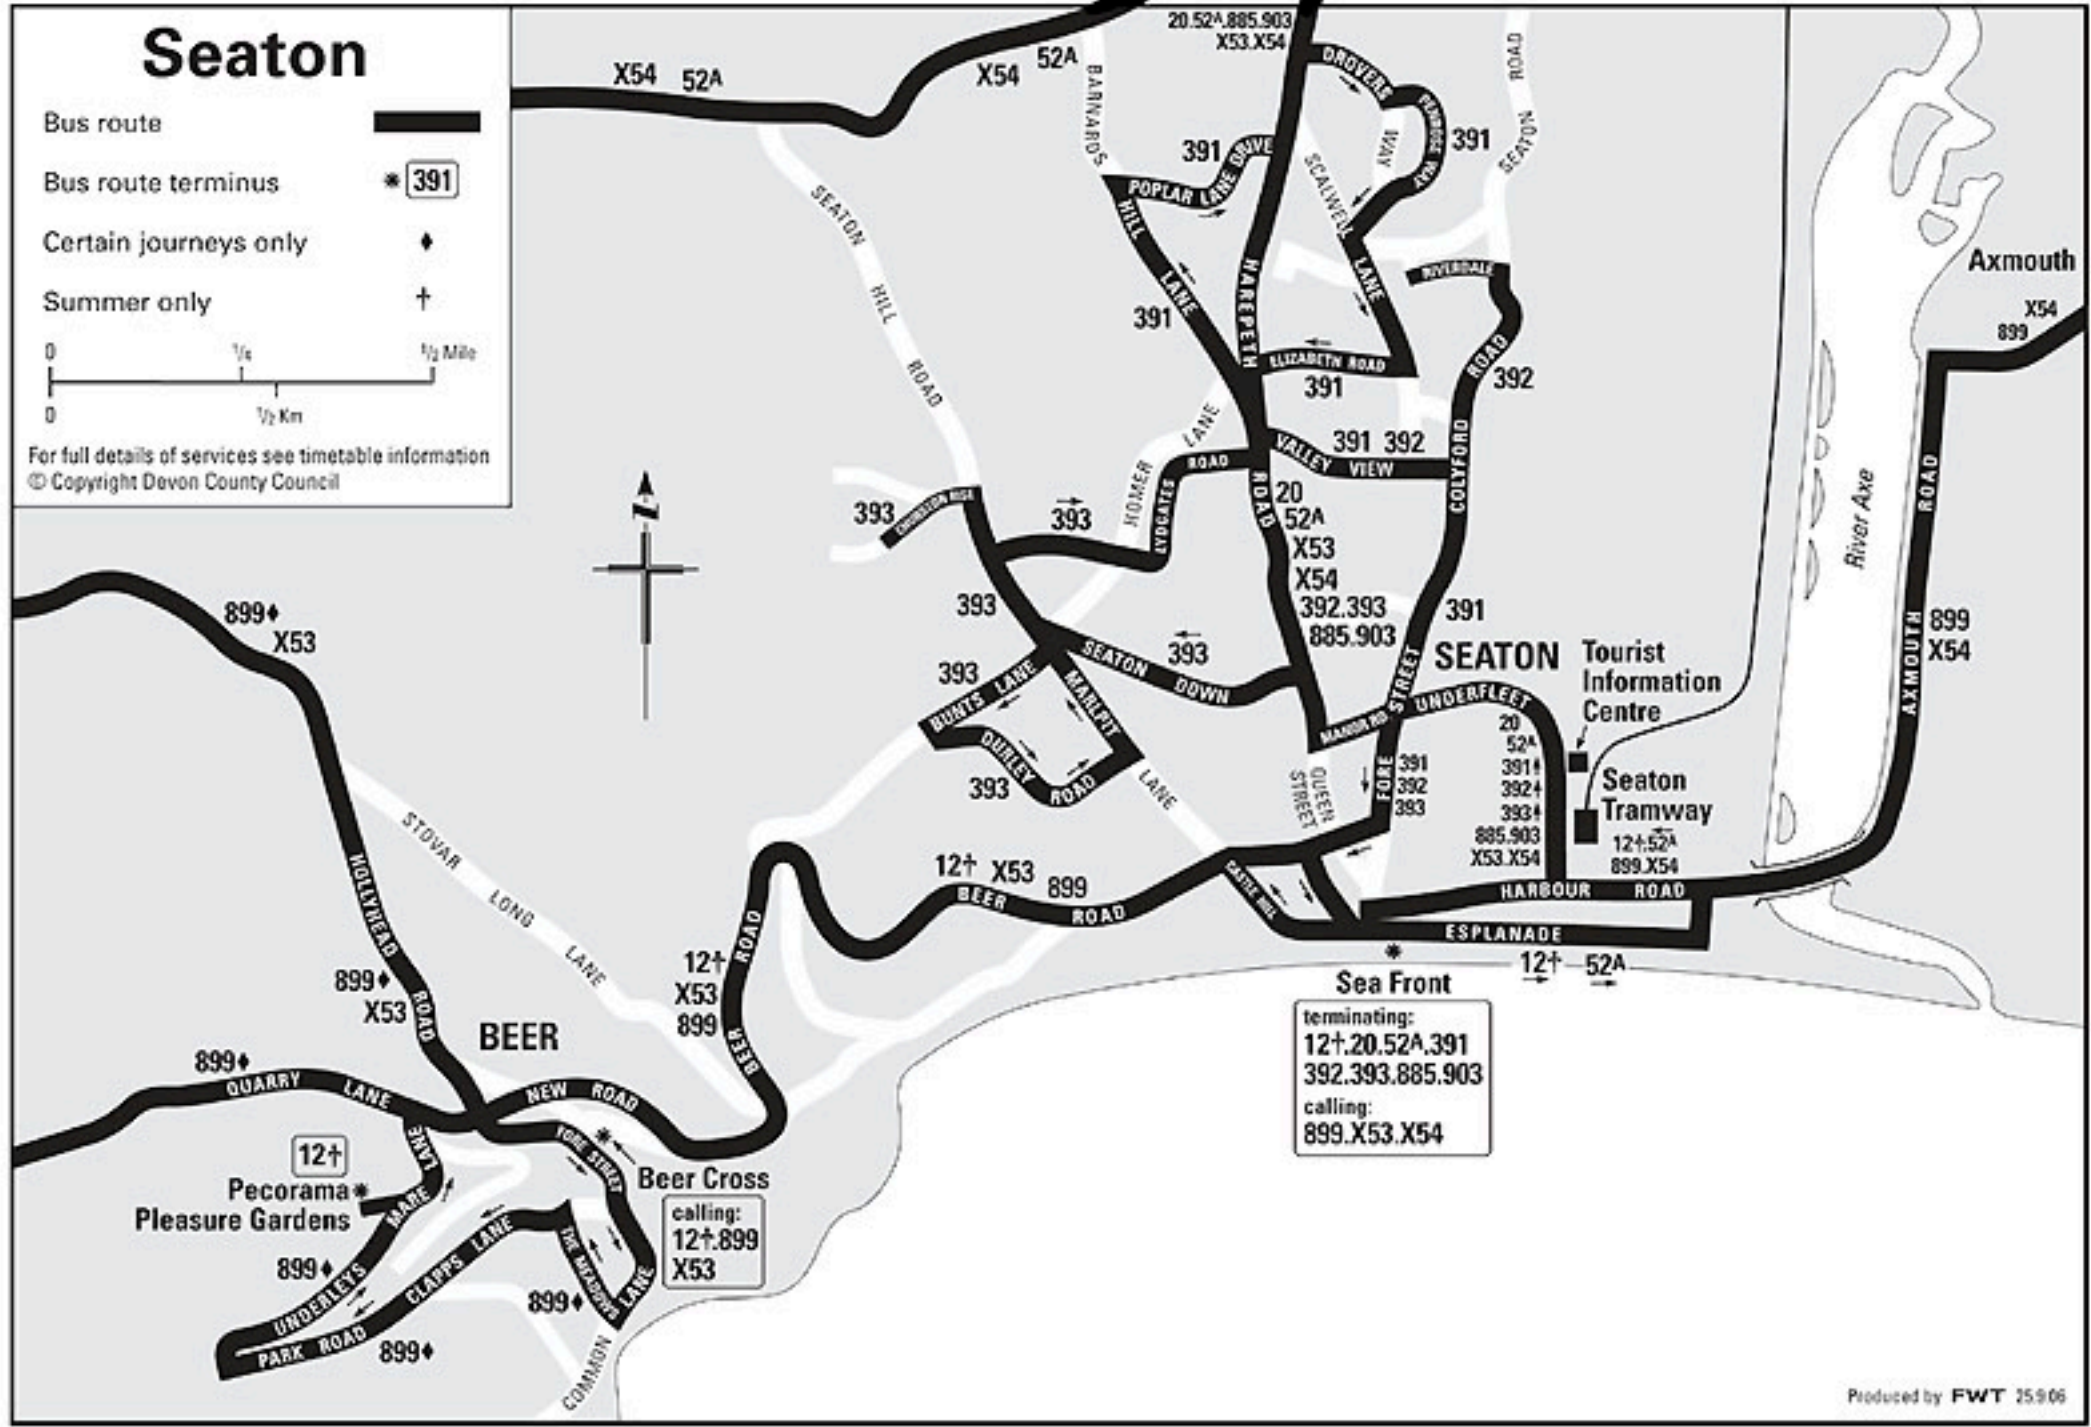 Seaton
Bus route
Bus route terminus
* 391
Certain journeys only ♦
Summer only †
0 1/4 1/2 Mile
0 1/2 Km
For full details of services see timetable information
© Copyright Devon County Council
X54 52A
X54 52A
20.52A.885.903
X53.X54
BARNARDS
HILL
LANE
DROVERS
WAY
PENROSE WAY
391
SEATON
ROAD
391
POPLAR LANE DRIVE
SCALWELL
LANE
HAREPETH
ROAD
RIVERDALE
391
ELIZABETH ROAD
391
COLYFORD
ROAD
392
VALLEY VIEW
391 392
SEATON
HILL
ROAD
HOMER
LANE
LYDGATES
ROAD
393
CHURSTON RISE
393
393
20
52A
X53
X54
392.393
885.903
391
SEATON
DOWN
393
393
BUNTS LANE
MARLPIT
LANE
DURLEY
ROAD
393
SEATON
STREET
UNDERFLEET
MANOR RD
FORE
391
392
393
QUEEN
STREET
20
52A
391♦
392♦
393♦
885.903
X53.X54
Tourist
Information
Centre
Seaton
Tramway
12†.52A
899.X54
HARBOUR ROAD
ESPLANADE
12† 52A
CASTLE HILL
* Sea Front
terminating:
12†.20.52A.391
392.393.885.903
calling:
899.X53.X54
Axmouth
X54
899
River Axe
AXMOUTH
ROAD
899
X54
899♦
X53
STOVAR
LONG
LANE
HOLLYHEAD
ROAD
899♦
X53
12† X53 899
BEER
ROAD
12†
X53
899
BEER
ROAD
BEER
899♦
QUARRY
LANE
NEW ROAD
FORE STREET
* Beer Cross
calling:
12†.899
X53
12†
Pecorama *
Pleasure Gardens
MARE
LANE
899♦
UNDERLEYS
PARK ROAD
899♦
CLAPPS LANE
THE MEADOWS
899♦
COMMON
LANE
Produced by FWT 25.9.06